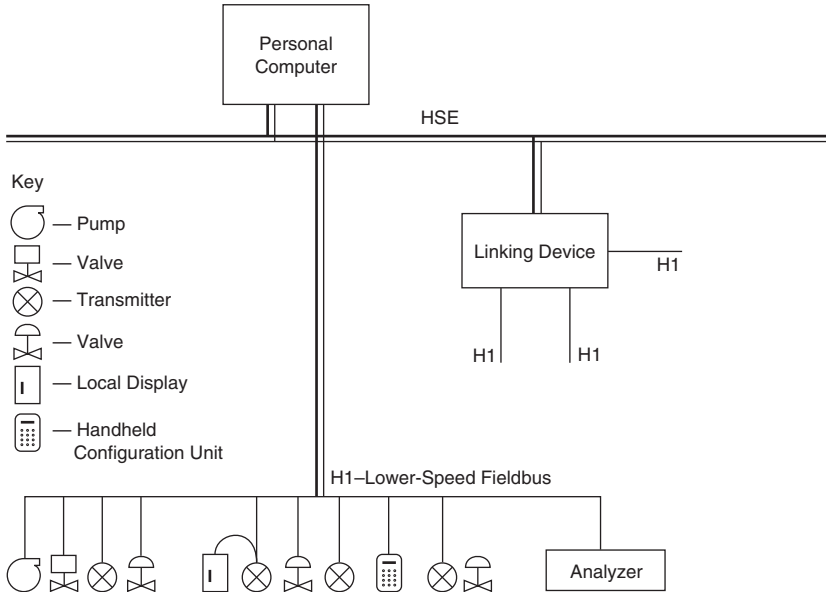 Personal
Computer
HSE
Key
— Pump
— Valve
— Transmitter
— Valve
— Local Display
— Handheld
Configuration Unit
Linking Device
H1
H1
H1
H1–Lower-Speed Fieldbus
Analyzer